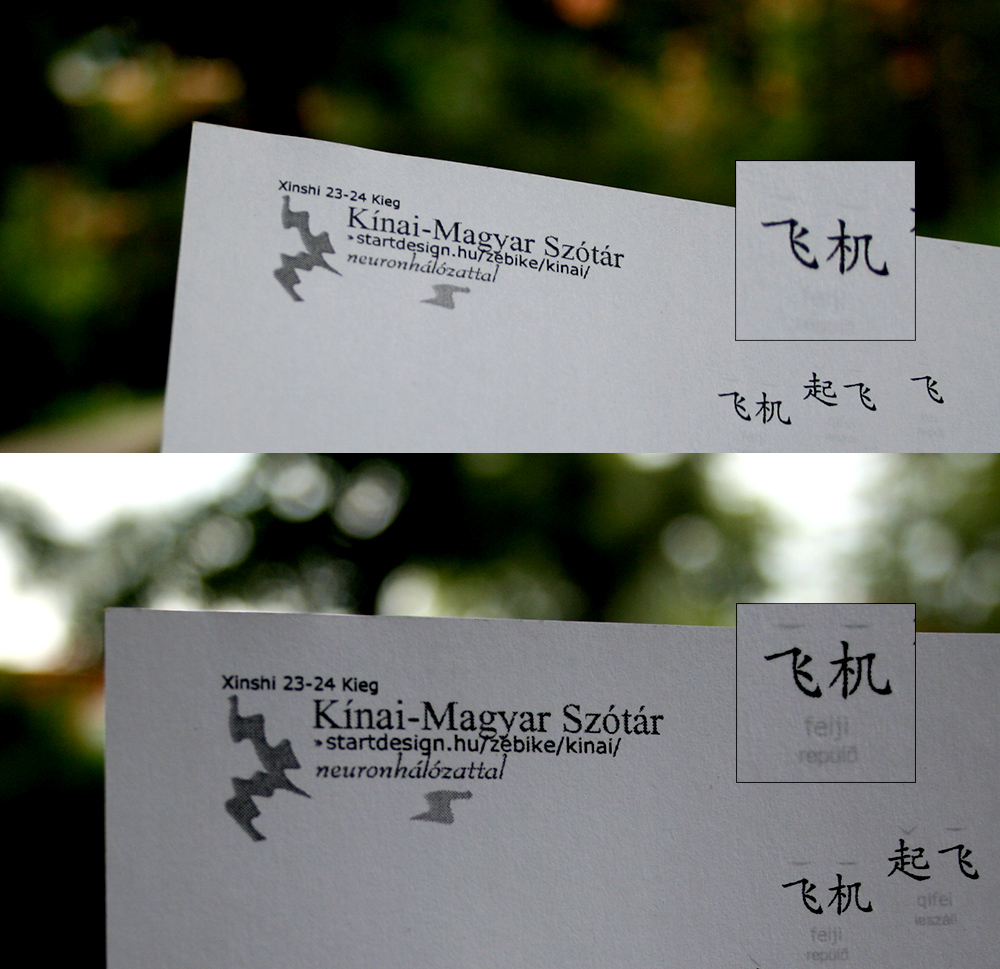 Xinshi 23-24 Kieg
Kínai-Magyar Szótár
»startdesign.hu/zebike/kinai/
neuronhálózattal
飞机
飞机 起飞 飞
Xinshi 23-24 Kieg
Kínai-Magyar Szótár
»startdesign.hu/zebike/kinai/
neuronhálózattal
飞机
feiji
repülő
起飞
qifei
飞机
feiji
repülő